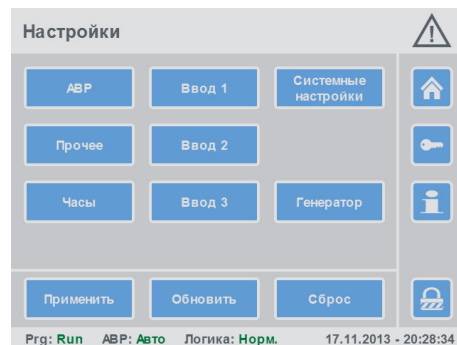 Настройки
АВР
Ввод 1
Системные
настройки
Прочее
Ввод 2
Часы
Ввод 3
Генератор
Применить
Обновить
Сброс
Prg: Run АВР: Авто Логика: Норм. 17.11.2013 - 20:28:34